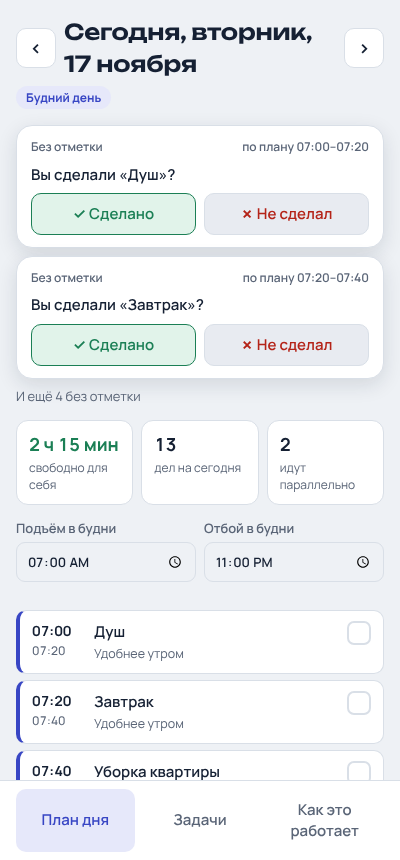 Сегодня, вторник,
17 ноября
Будний день
Без отметки
по плану 07:00–07:20
Вы сделали «Душ»?
✓ Сделано
× Не сделал
Без отметки
по плану 07:20–07:40
Вы сделали «Завтрак»?
✓ Сделано
× Не сделал
И ещё 4 без отметки
2 ч 15 мин
свободно для
себя
13
дел на сегодня
2
идут
параллельно
Подъём в будни
07:00 AM
Отбой в будни
11:00 PM
07:00
Душ
07:20
Удобнее утром
07:20
Завтрак
07:40
Удобнее утром
07:40
Уборка квартиры
План дня
Задачи
Как это
работает